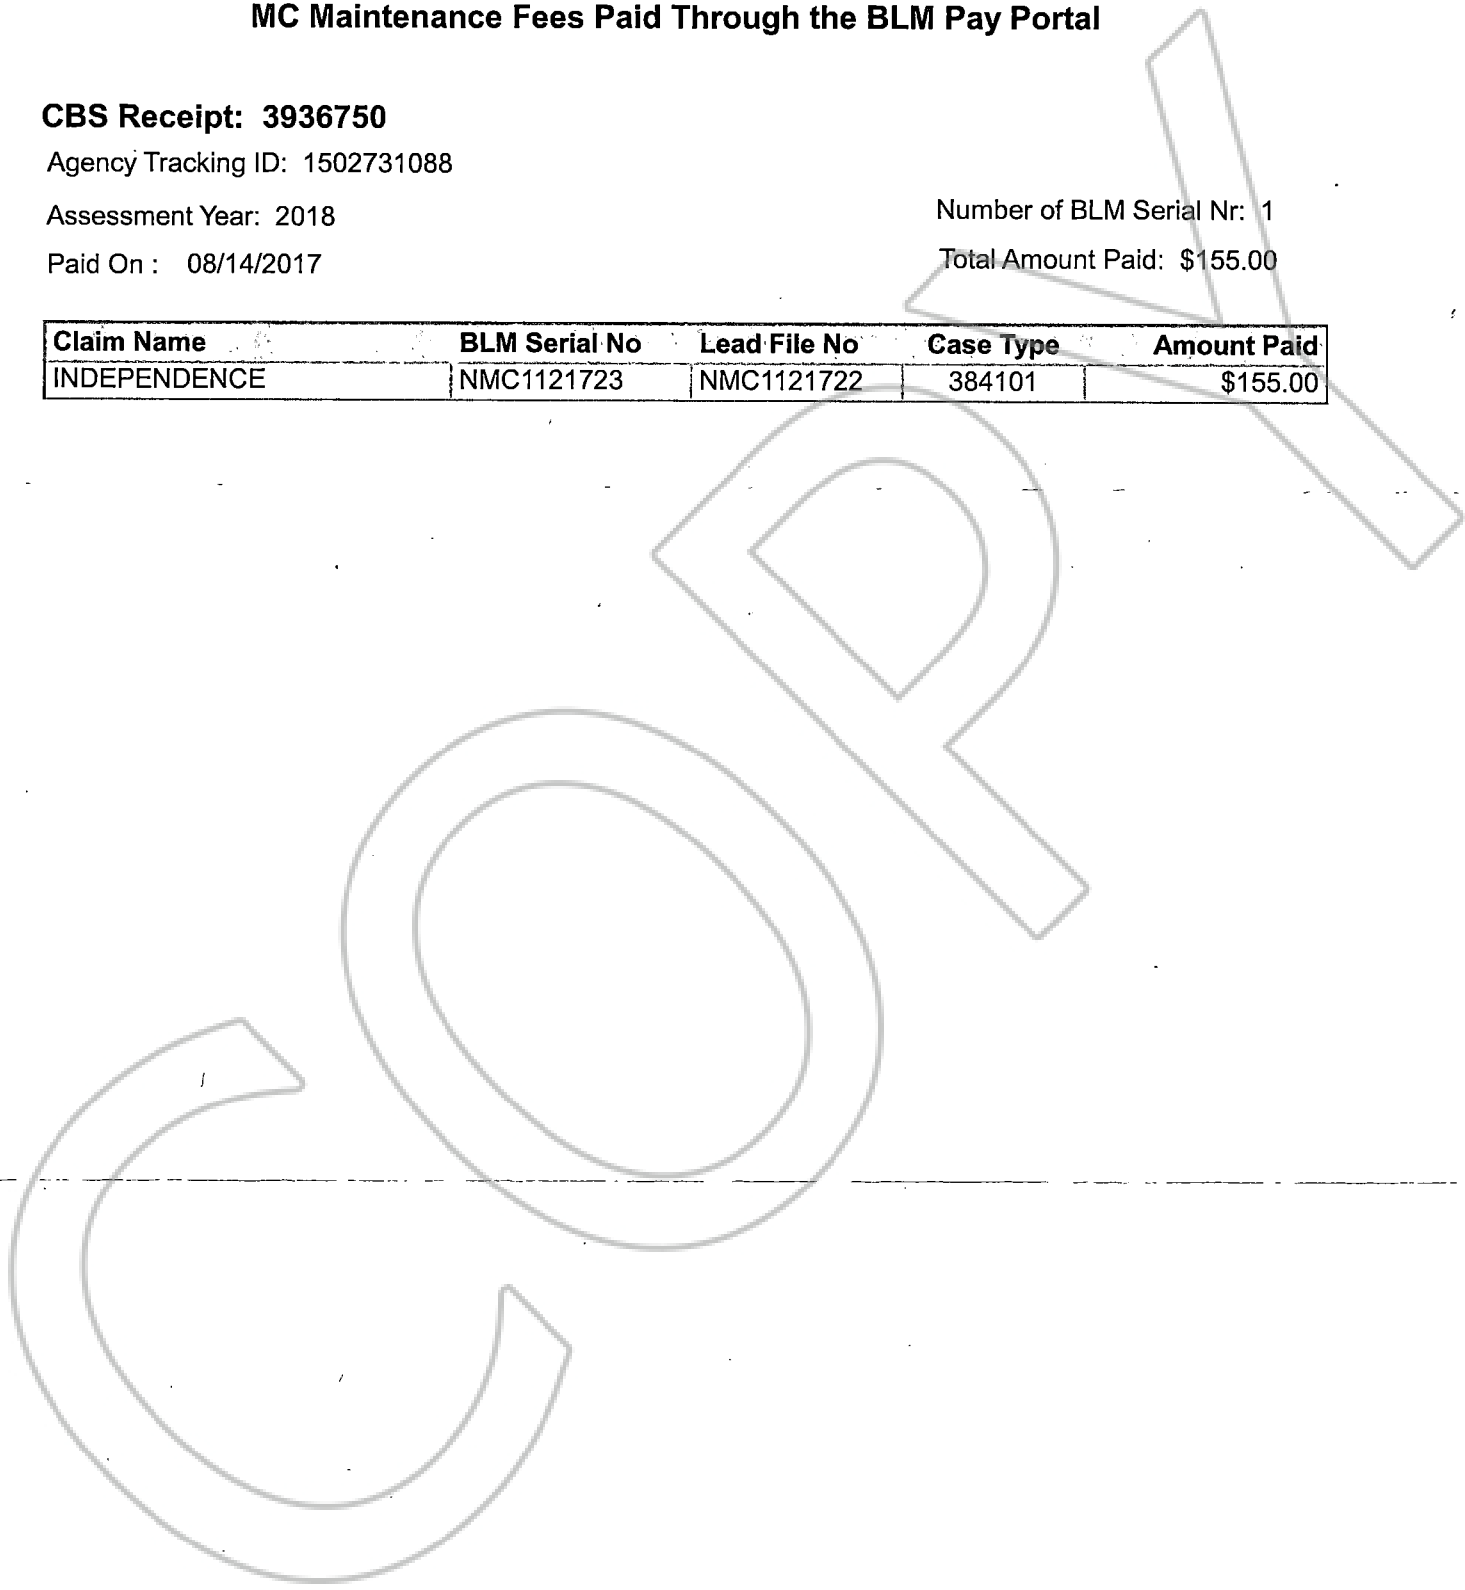 MC Maintenance Fees Paid Through the BLM Pay Portal
CBS Receipt: 3936750
Agency Tracking ID: 1502731088
Assessment Year: 2018
Number of BLM Serial Nr: 1
Paid On : 08/14/2017
Total Amount Paid: $155.00
Claim Name BLM Serial No Lead File No Case Type Amount Paid
INDEPENDENCE NMC1121723 NMC1121722 384101 $155.00
COPY